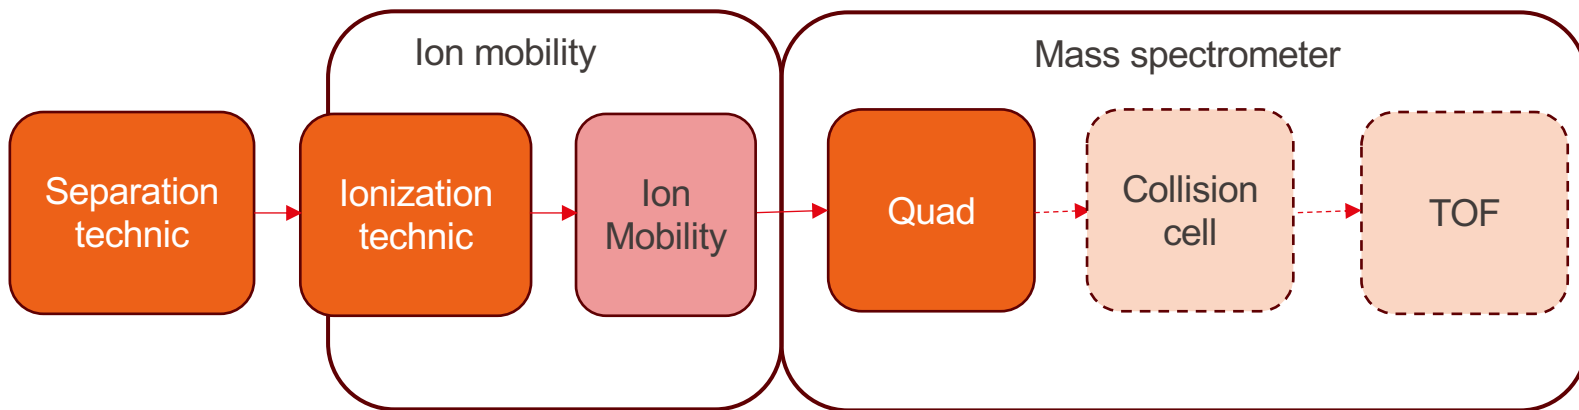 Ion mobility
Mass spectrometer
Separation
technic
Ionization
technic
Ion
Mobility
Quad
Collision
cell
TOF